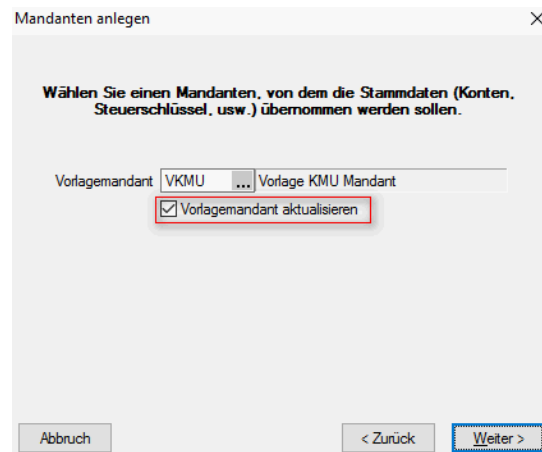 Mandanten anlegen
Wählen Sie einen Mandanten, von dem die Stammdaten (Konten,
Steuerschlüssel, usw.) übernommen werden sollen.
Vorlagemandant VKMU ... Vorlage KMU Mandant
Vorlagemandant aktualisieren
Abbruch < Zurück Weiter >